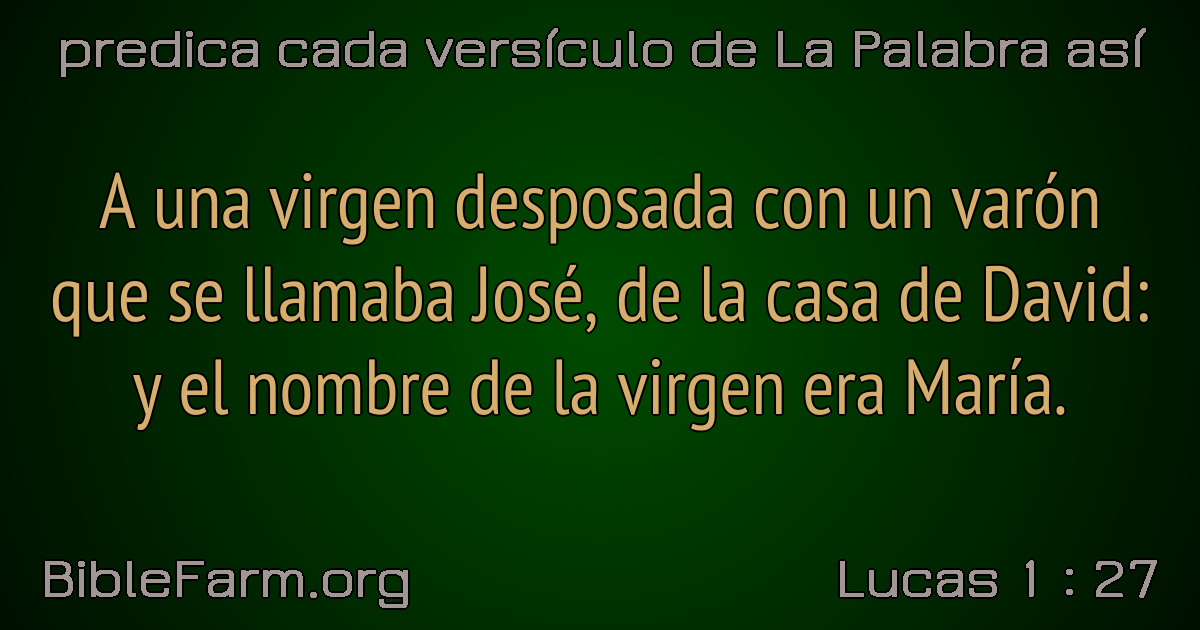 predica cada versículo de La Palabra así
A una virgen desposada con un varón
que se llamaba José, de la casa de David:
y el nombre de la virgen era María.
BibleFarm.org
Lucas 1 : 27